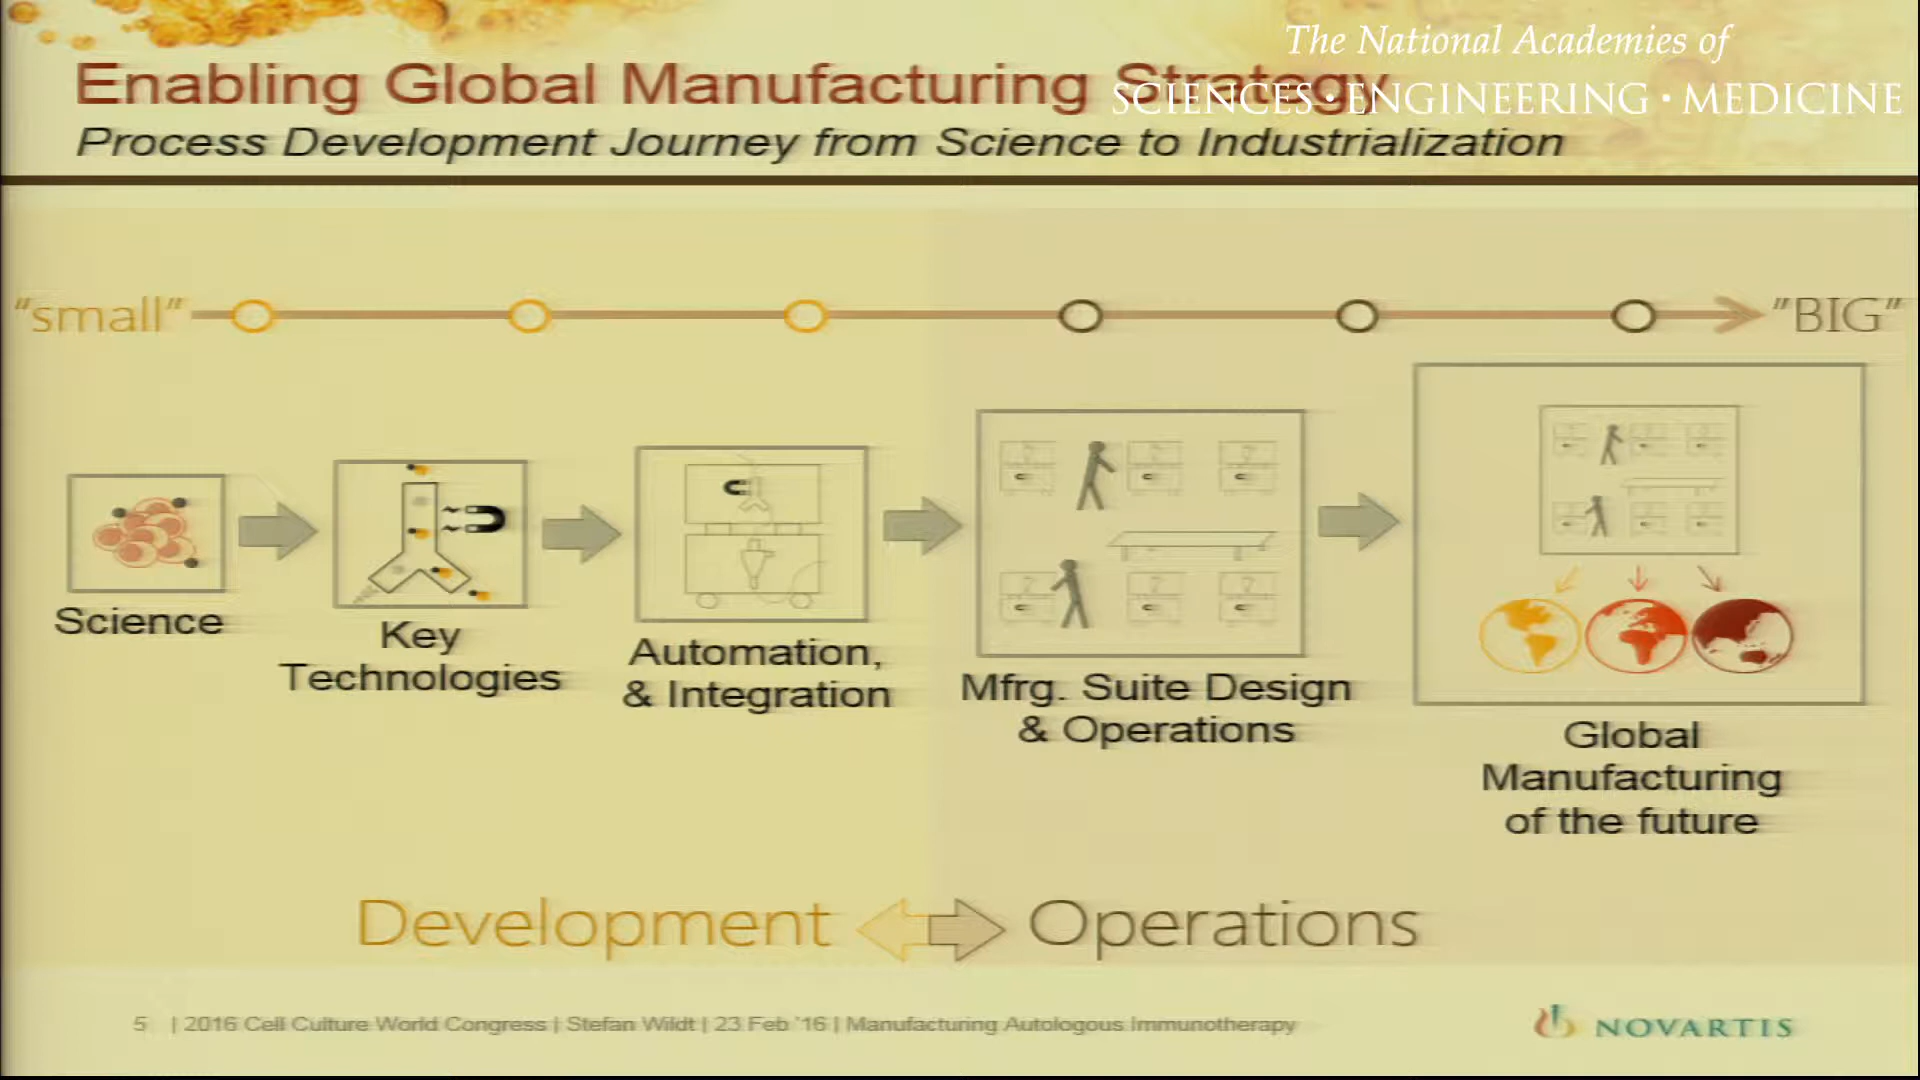 The National Academies of
SCIENCES · ENGINEERING · MEDICINE
Enabling Global Manufacturing Strategy
Process Development Journey from Science to Industrialization
"small"
"BIG"
Science
Key
Technologies
Automation,
& Integration
Mfrg. Suite Design
& Operations
Global
Manufacturing
of the future
Development
Operations
5 | 2016 Cell Culture World Congress | Stefan Wildt | 23 Feb '16 | Manufacturing Autologous Immunotherapy
NOVARTIS